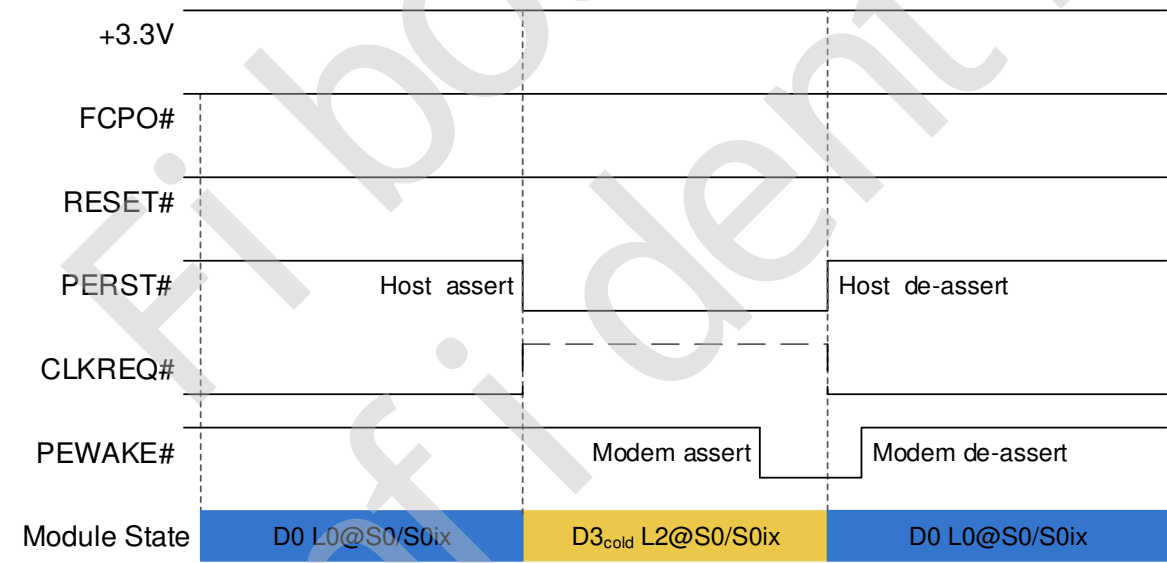 +3.3V
FCPO#
RESET#
PERST# Host assert Host de-assert
CLKREQ#
PEWAKE# Modem assert Modem de-assert
Module State D0 L0@S0/S0ix D3cold L2@S0/S0ix D0 L0@S0/S0ix